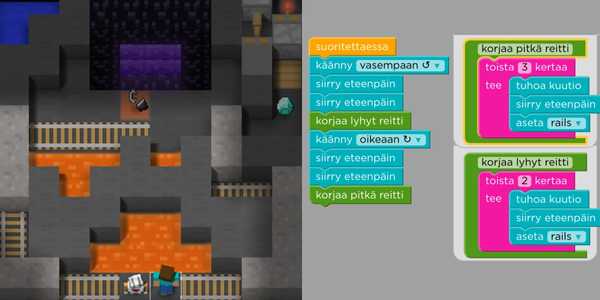 suoritettaessa
käänny vasempaan ↺ ▼
siirry eteenpäin
siirry eteenpäin
korjaa lyhyt reitti
käänny oikeaan ↻ ▼
siirry eteenpäin
siirry eteenpäin
korjaa pitkä reitti
korjaa pitkä reitti
toista 3 kertaa
tee tuhoa kuutio
siirry eteenpäin
aseta rails ▼
korjaa lyhyt reitti
toista 2 kertaa
tee tuhoa kuutio
siirry eteenpäin
aseta rails ▼